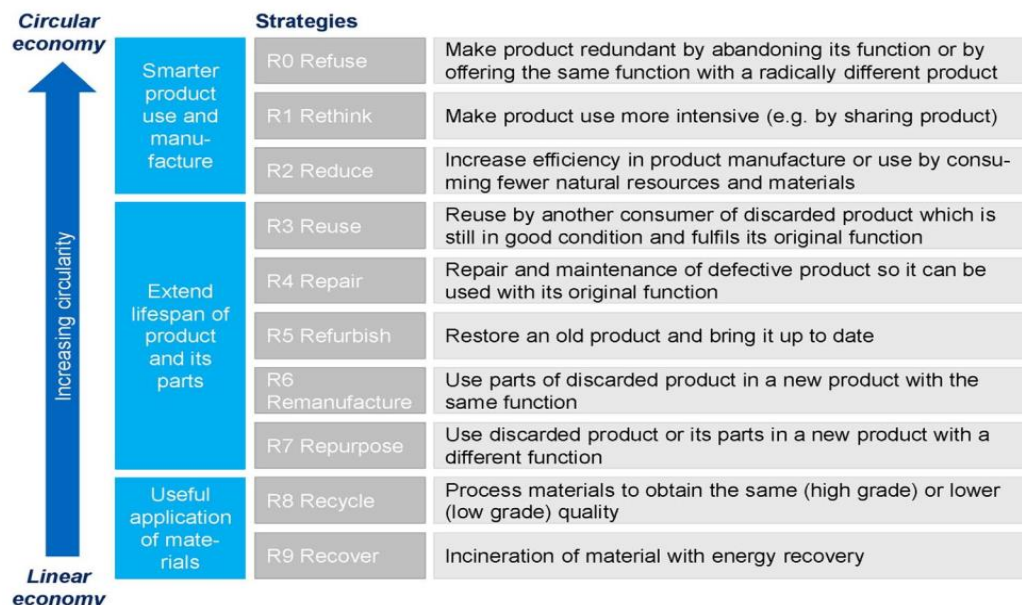 Circular
economy
Strategies
Smarter
product
use and
manu-
facture
R0 Refuse
Make product redundant by abandoning its function or by
offering the same function with a radically different product
R1 Rethink
Make product use more intensive (e.g. by sharing product)
R2 Reduce
Increase efficiency in product manufacture or use by consu-
ming fewer natural resources and materials
Increasing circularity
Extend
lifespan of
product
and its
parts
R3 Reuse
Reuse by another consumer of discarded product which is
still in good condition and fulfils its original function
R4 Repair
Repair and maintenance of defective product so it can be
used with its original function
R5 Refurbish
Restore an old product and bring it up to date
R6
Remanufacture
Use parts of discarded product in a new product with the
same function
R7 Repurpose
Use discarded product or its parts in a new product with a
different function
Useful
application
of mate-
rials
R8 Recycle
Process materials to obtain the same (high grade) or lower
(low grade) quality
R9 Recover
Incineration of material with energy recovery
Linear
economy